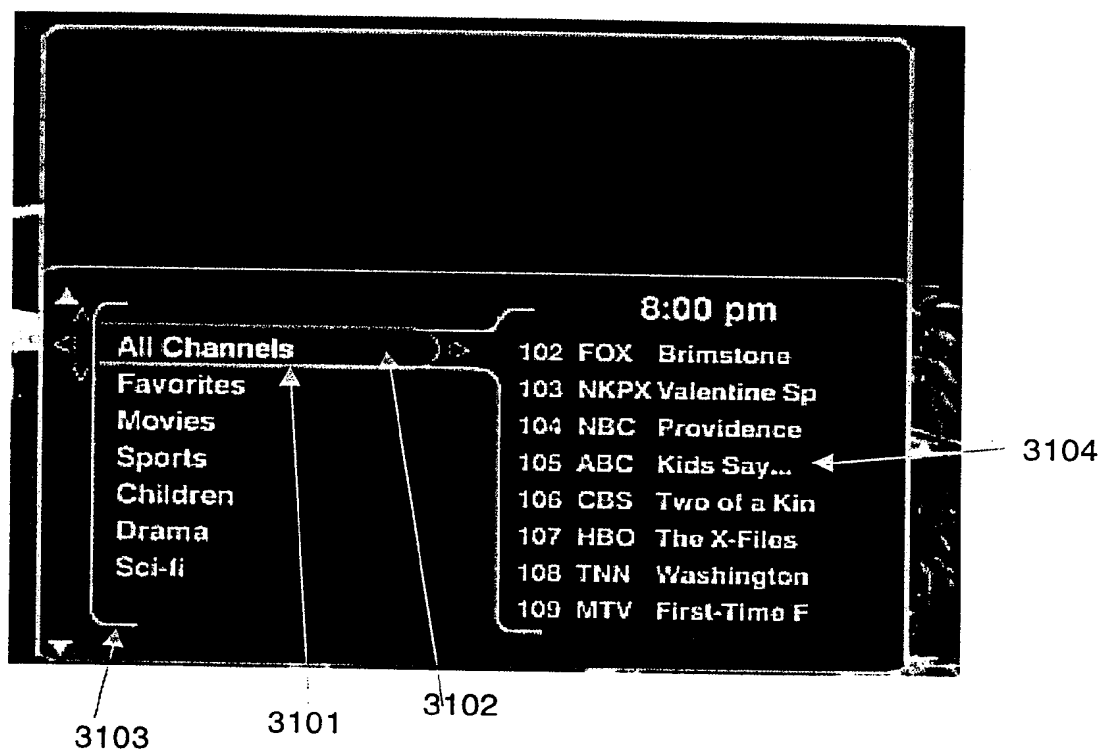 8:00 pm
All Channels
Favorites
Movies
Sports
Children
Drama
Sci-fi
102 FOX Brimstone
103 NKPX Valentine Sp
104 NBC Providence
105 ABC Kids Say...
106 CBS Two of a Kin
107 HBO The X-Files
108 TNN Washington
109 MTV First-Time F
3104
3103
3101
3102